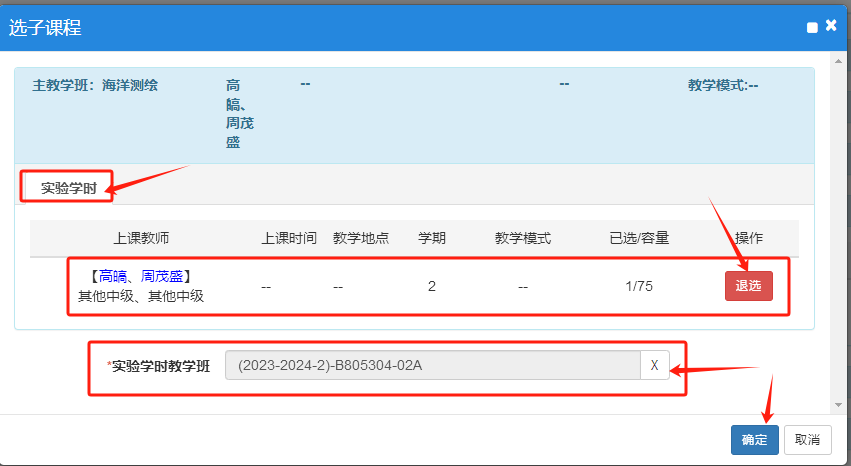 选子课程
主教学班：海洋测绘 高 -- -- 教学模式:--
皜、
周茂
盛
实验学时
上课教师 上课时间 教学地点 学期 教学模式 已选/容量 操作
【高皜、周茂盛】
其他中级、其他中级 -- -- 2 -- 1/75 退选
*实验学时教学班 (2023-2024-2)-B805304-02A X
确定 取消